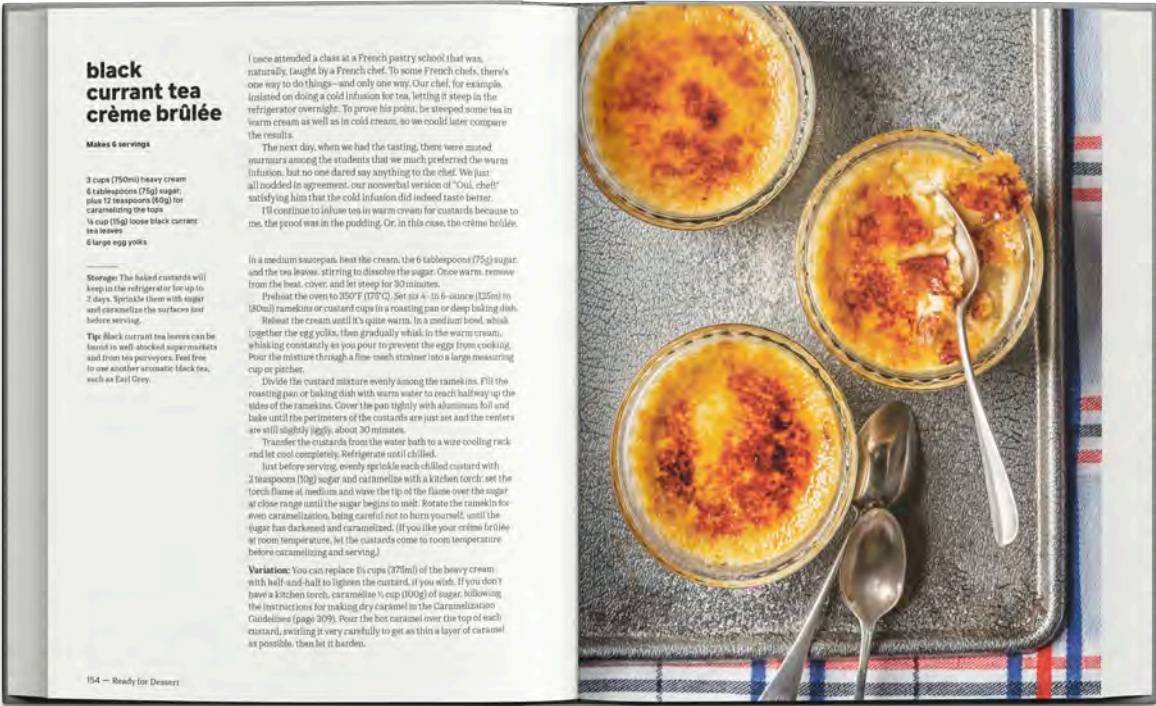 black
currant tea
crème brûlée
Makes 6 servings
3 cups (750ml) heavy cream
6 tablespoons (75g) sugar,
plus 12 teaspoons (60g) for
caramelizing the tops
¼ cup (15g) loose black currant
tea leaves
6 large egg yolks
Storage: The baked custards will
keep in the refrigerator for up to
2 days. Sprinkle them with sugar
and caramelize the surfaces just
before serving.
Tip: Black currant tea leaves can be
found in well-stocked supermarkets
and from tea purveyors. Feel free
to use another aromatic black tea,
such as Earl Grey.
I once attended a class at a French pastry school that was,
naturally, taught by a French chef. To some French chefs, there's
one way to do things—and only one way. Our chef, for example,
insisted on doing a cold infusion for tea, letting it steep in the
refrigerator overnight. To prove his point, he steeped some tea in
warm cream as well as in cold cream, so we could later compare
the results.
The next day, when we had the tasting, there were muted
murmurs among the students that we much preferred the warm
infusion, but no one dared say anything to the chef. We just
all nodded in agreement, our nonverbal version of "Oui, chef!"
satisfying him that the cold infusion did indeed taste better.
I'll continue to infuse tea in warm cream for custards because to
me, the proof was in the pudding. Or, in this case, the crème brûlée.
In a medium saucepan, heat the cream, the 6 tablespoons (75g) sugar,
and the tea leaves, stirring to dissolve the sugar. Once warm, remove
from the heat, cover, and let steep for 30 minutes.
Preheat the oven to 350°F (175°C). Set six 4- to 6-ounce (125ml to
180ml) ramekins or custard cups in a roasting pan or deep baking dish.
Reheat the cream until it's quite warm. In a medium bowl, whisk
together the egg yolks, then gradually whisk in the warm cream,
whisking constantly as you pour to prevent the eggs from cooking.
Pour the mixture through a fine-mesh strainer into a large measuring
cup or pitcher.
Divide the custard mixture evenly among the ramekins. Fill the
roasting pan or baking dish with warm water to reach halfway up the
sides of the ramekins. Cover the pan tightly with aluminum foil and
bake until the perimeters of the custards are just set and the centers
are still slightly jiggly, about 30 minutes.
Transfer the custards from the water bath to a wire cooling rack
and let cool completely. Refrigerate until chilled.
Just before serving, evenly sprinkle each chilled custard with
2 teaspoons (10g) sugar and caramelize with a kitchen torch: set the
torch flame at medium and wave the tip of the flame over the sugar
at close range until the sugar begins to melt. Rotate the ramekin for
even caramelization, being careful not to burn yourself, until the
sugar has darkened and caramelized. (If you like your crème brûlée
at room temperature, let the custards come to room temperature
before caramelizing and serving.)
Variation: You can replace 1½ cups (375ml) of the heavy cream
with half-and-half to lighten the custard, if you wish. If you don't
have a kitchen torch, caramelize ½ cup (100g) of sugar, following
the instructions for making dry caramel in the Caramelization
Guidelines (page 309). Pour the hot caramel over the top of each
custard, swirling it very carefully to get as thin a layer of caramel
as possible, then let it harden.
154 — Ready for Dessert